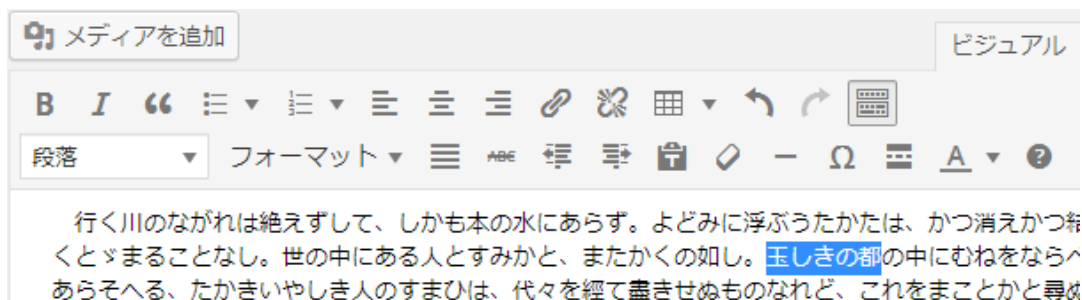 メディアを追加
ビジュアル
B I
段落 フォーマット ABC Ω A ?
行く川のながれは絶えずして、しかも本の水にあらず。よどみに浮ぶうたかたは、かつ消えかつ結
くとゞまることなし。世の中にある人とすみかと、またかくの如し。玉しきの都の中にむねをならべ
あらそへる、たかきいやしき人のすまひは、代々を經て盡きせぬものなれど、これをまことかと尋ぬ